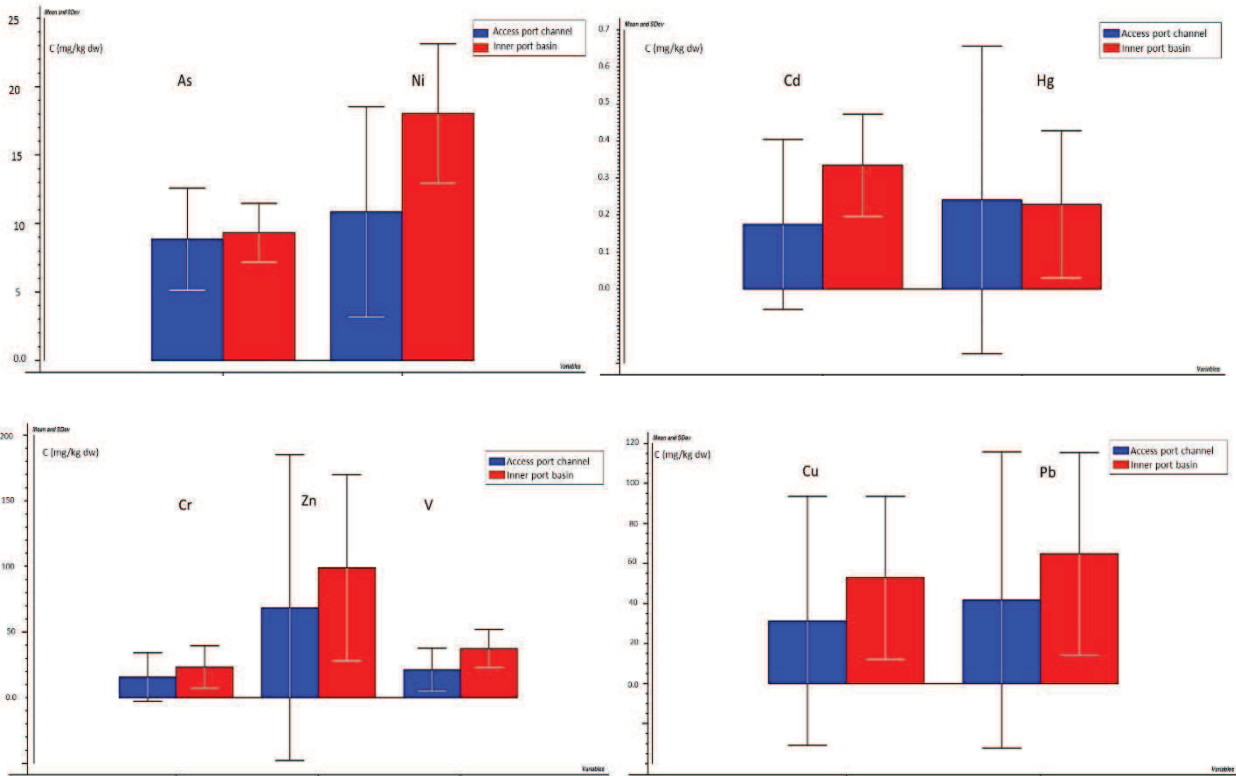 Mean and SDev
25
C (mg/kg dw)
Access port channel
Inner port basin
As
Ni
20
15
10
5
0.0
Variables
Mean and SDev
0.7
C (mg/kg dw)
Access port channel
Inner port basin
0.6
Cd
Hg
0.5
0.4
0.3
0.2
0.1
0.0
Variables
Mean and SDev
200
C (mg/kg dw)
Access port channel
Inner port basin
150
Cr
Zn
V
100
50
0.0
Variables
Mean and SDev
120
C (mg/kg dw)
Access port channel
Inner port basin
Cu
Pb
100
80
60
40
20
0.0
Variables